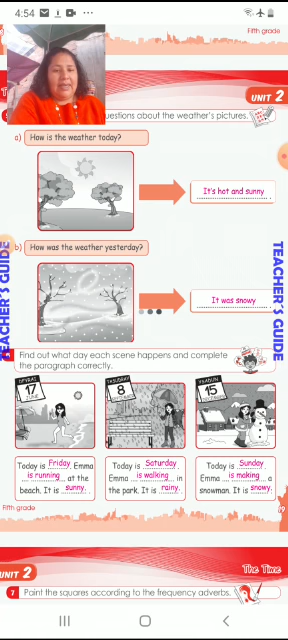 4:54
Fifth grade
UNIT 2
uestions about the weather's pictures.
a) How is the weather today?
It's hot and sunny.
b) How was the weather yesterday?
It was snowy.
TEACHER'S GUIDE
TEACHER'S GUIDE
Find out what day each scene happens and complete
the paragraph correctly.
17
JUNE
8
15
Today is Friday. Emma
is running at the
beach. It is sunny.
Today is Saturday.
Emma is walking in
the park. It is rainy.
Today is Sunday.
Emma is making a
snowman. It is snowy.
Fifth grade
UNIT 2
The Time
7 Paint the squares according to the frequency adverbs.